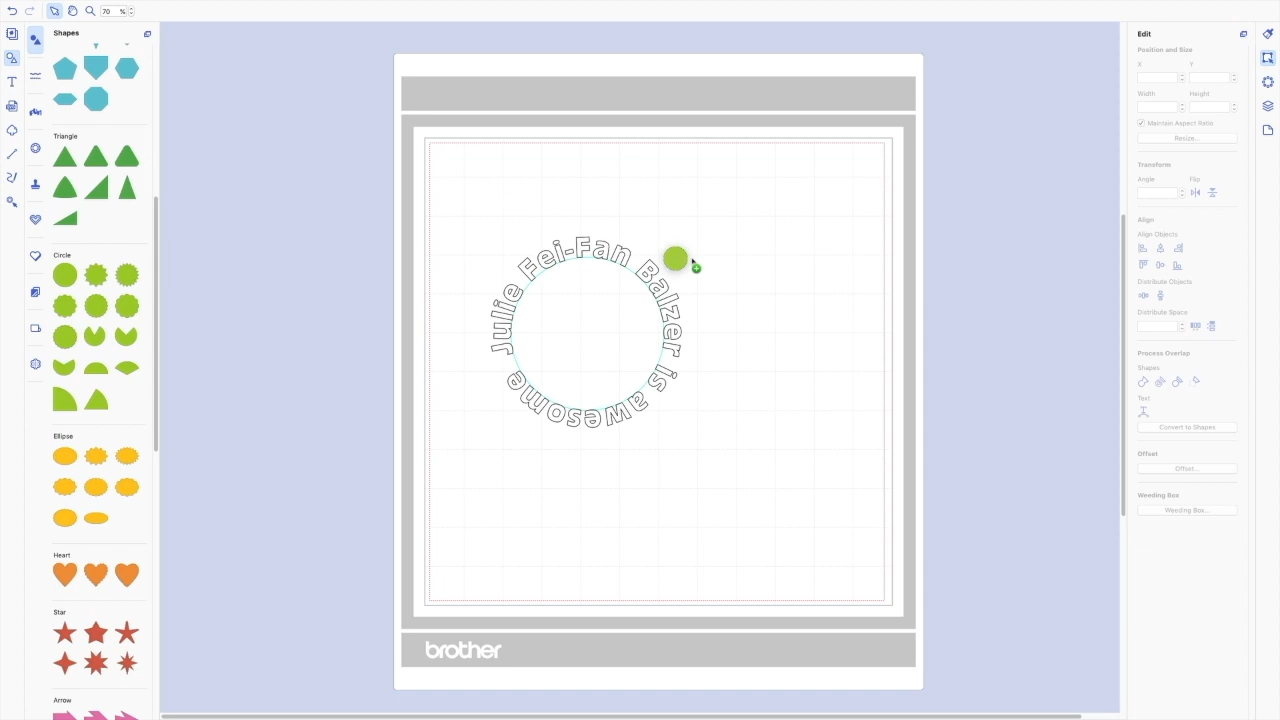 70 %
Shapes
Triangle
Circle
Ellipse
Heart
Star
Arrow
Julie Fei-Fan Balzer is awesome
brother
Edit
Position and Size
X Y
Width Height
Maintain Aspect Ratio
Resize...
Transform
Angle Flip
Align
Align Objects
Distribute Objects
Distribute Space
Process Overlap
Shapes
Text
Convert to Shapes
Offset
Offset...
Weeding Box
Weeding Box...